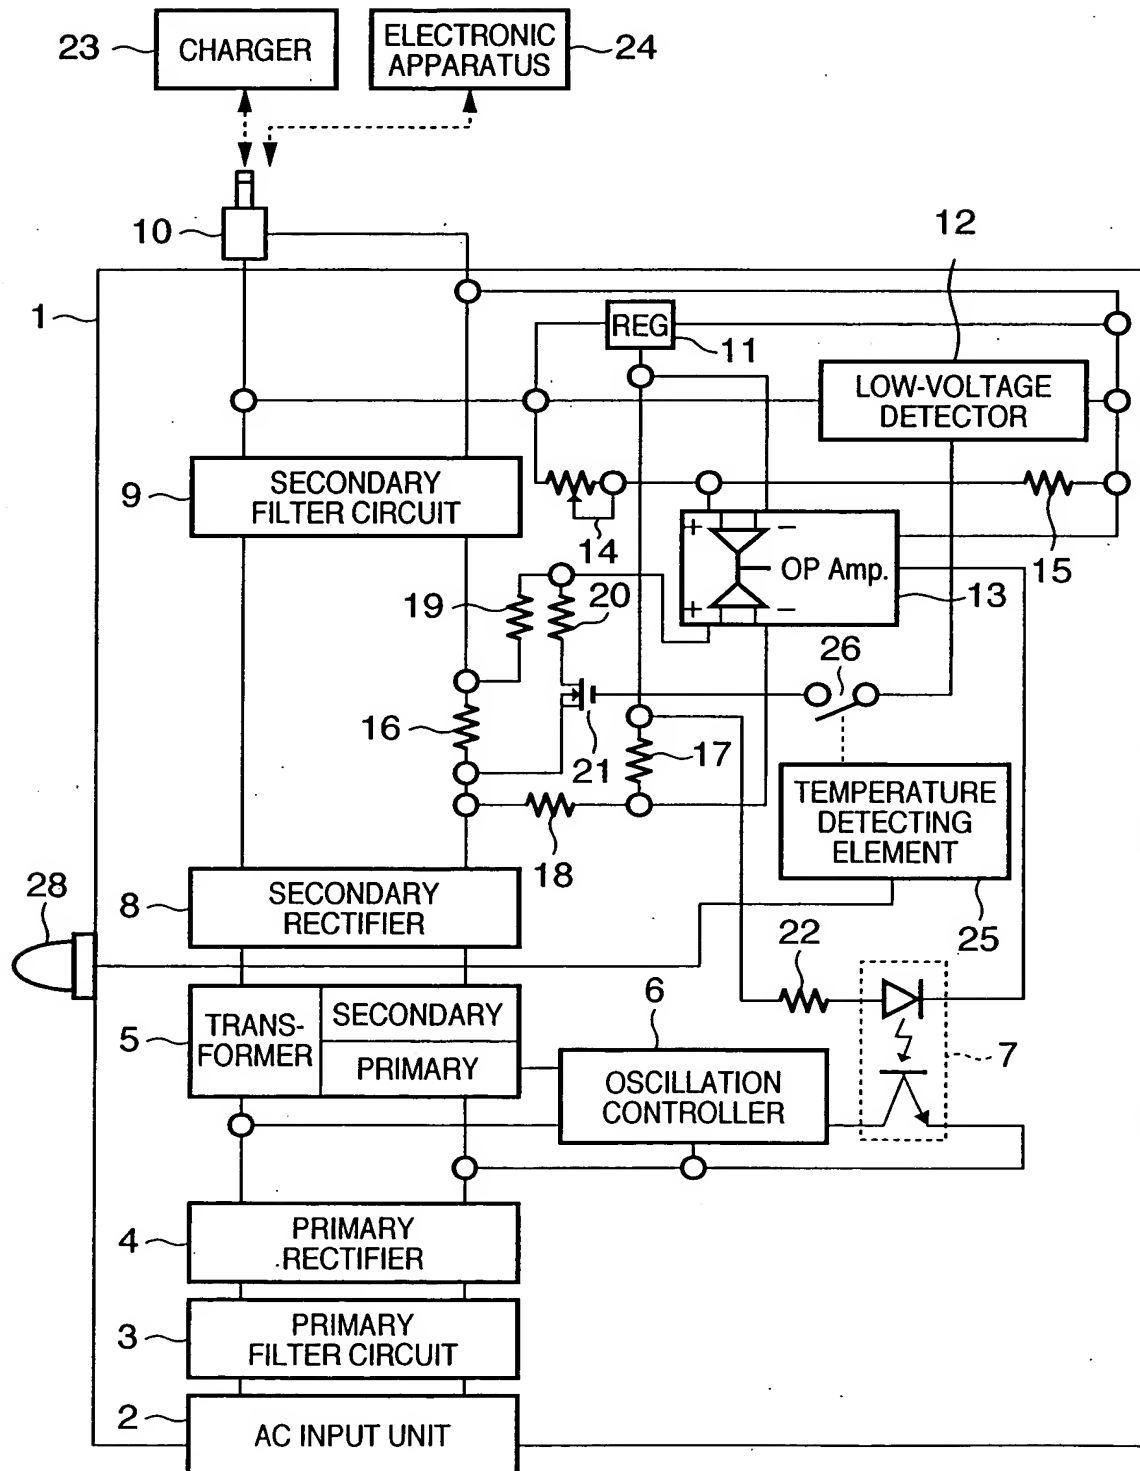 23
CHARGER
ELECTRONIC
APPARATUS
24
10
12
1
REG
11
LOW-VOLTAGE
DETECTOR
9
SECONDARY
FILTER CIRCUIT
14
+
−
OP Amp.
+
−
15
13
19
20
26
16
21
17
18
TEMPERATURE
DETECTING
ELEMENT
25
28
8
SECONDARY
RECTIFIER
22
5
TRANS-
FORMER
SECONDARY
PRIMARY
6
OSCILLATION
CONTROLLER
7
4
PRIMARY
RECTIFIER
3
PRIMARY
FILTER CIRCUIT
2
AC INPUT UNIT